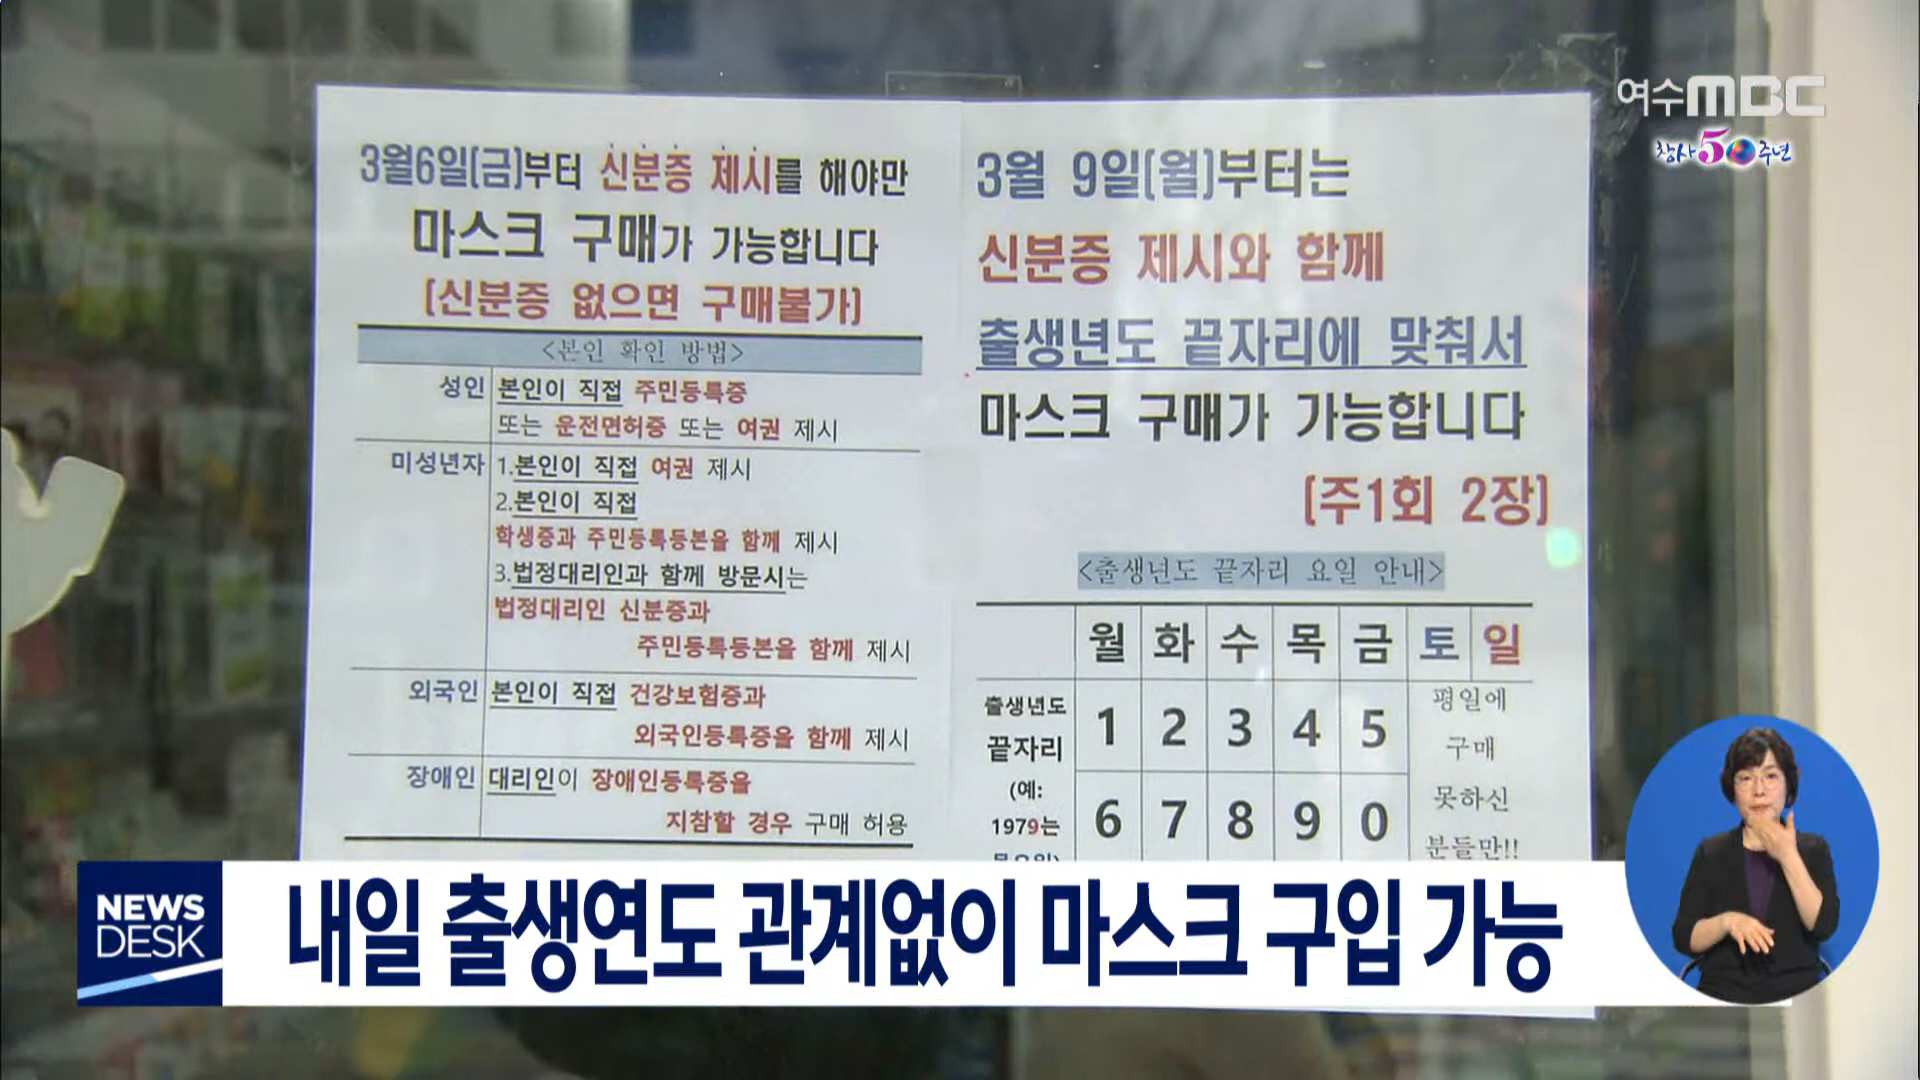 여수MBC
창사50주년
3월6일(금)부터 신분증 제시를 해야만
마스크 구매가 가능합니다
(신분증 없으면 구매불가)
<본인 확인 방법>
성인 본인이 직접 주민등록증
또는 운전면허증 또는 여권 제시
미성년자 1.본인이 직접 여권 제시
2.본인이 직접
학생증과 주민등록등본을 함께 제시
3.법정대리인과 함께 방문시는
법정대리인 신분증과
주민등록등본을 함께 제시
외국인 본인이 직접 건강보험증과
외국인등록증을 함께 제시
장애인 대리인이 장애인등록증을
지참할 경우 구매 허용
3월 9일(월)부터는
신분증 제시와 함께
출생년도 끝자리에 맞춰서
마스크 구매가 가능합니다
(주1회 2장)
<출생년도 끝자리 요일 안내>
월 화 수 목 금 토 일
출생년도
끝자리
(예:
1979는
목요일)
1 2 3 4 5
6 7 8 9 0
평일에
구매
못하신
분들만!!
NEWS
DESK
내일 출생연도 관계없이 마스크 구입 가능